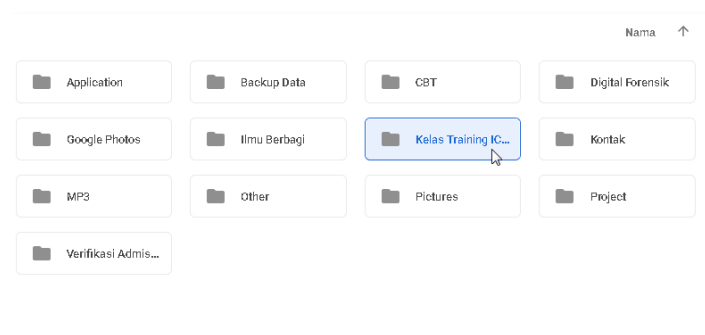 Nama
Application
Backup Data
CBT
Digital Forensik
Google Photos
Ilmu Berbagi
Kelas Training IC...
Kontak
MP3
Other
Pictures
Project
Verifikasi Admis...